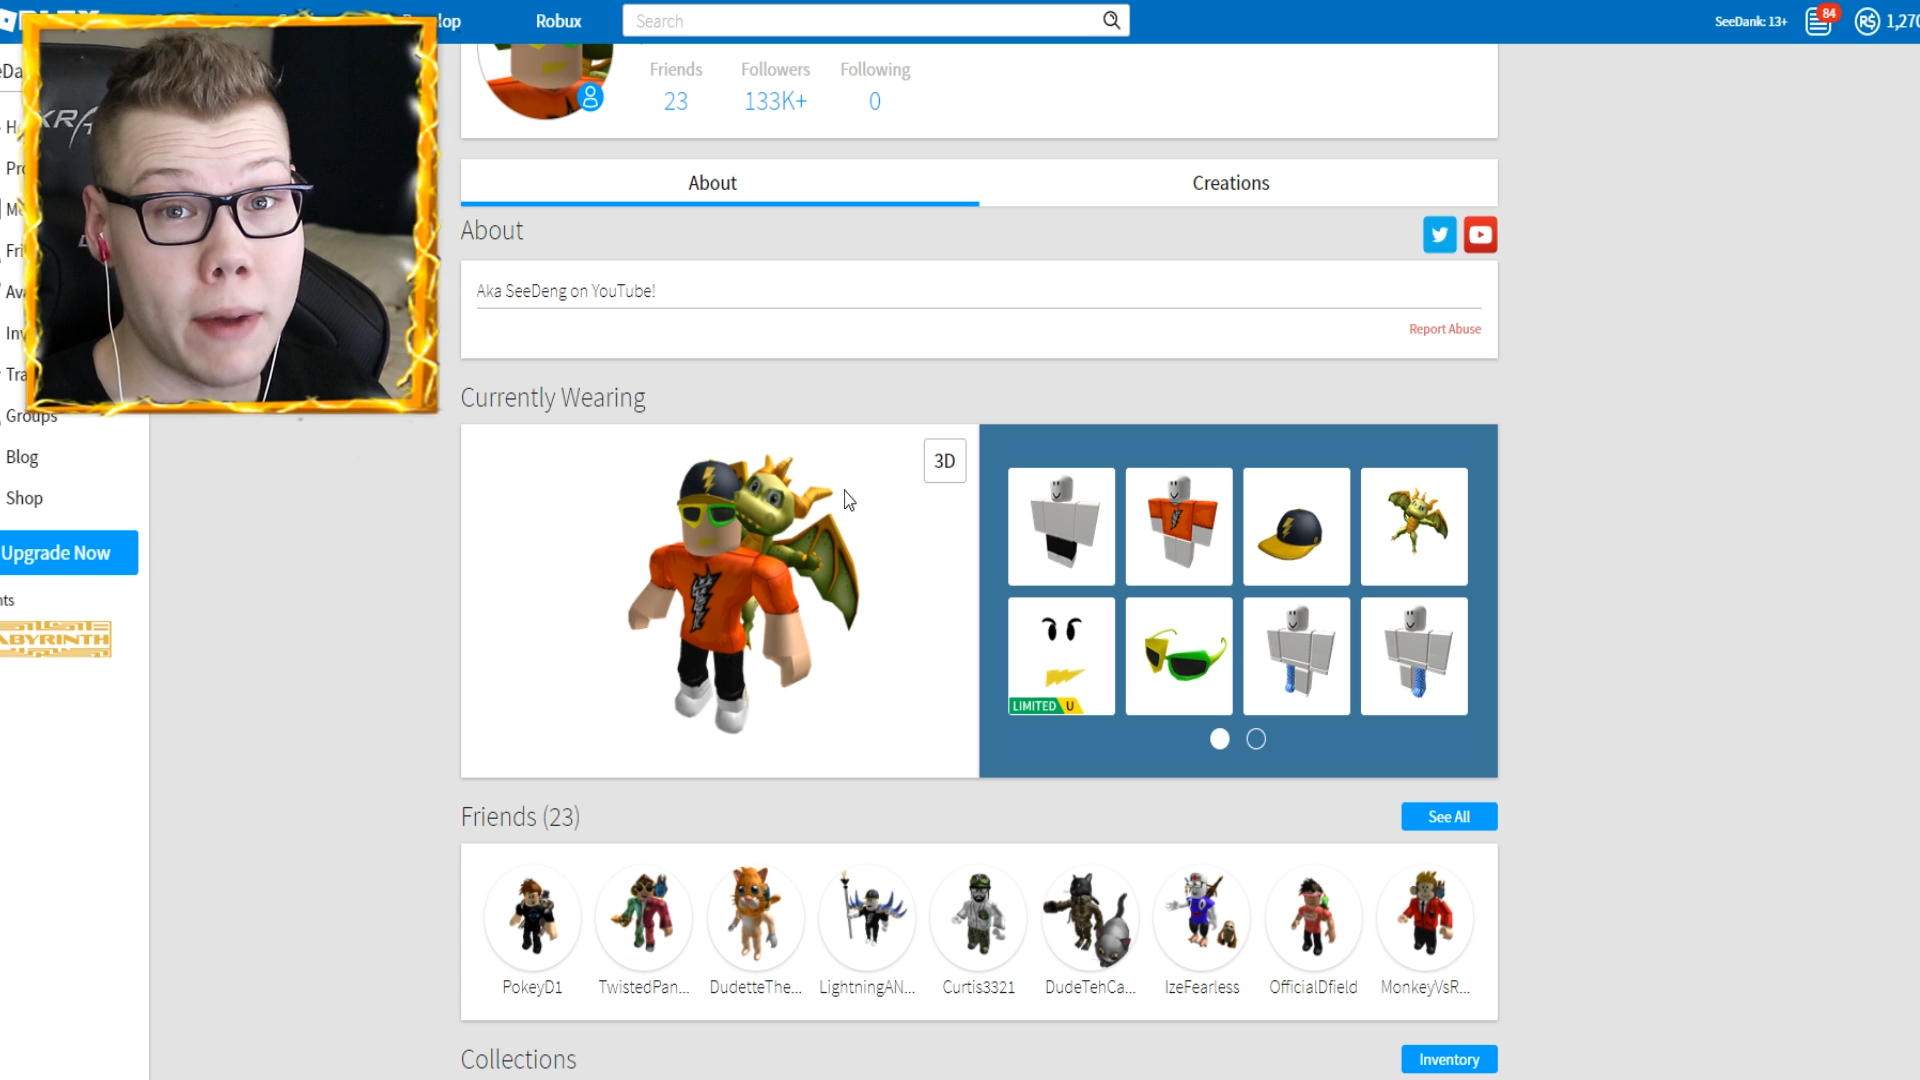 Robux
Search
SeeDank: 13+
84
R$
1,270
Friends Followers Following
23 133K+ 0
About
Creations
About
Aka SeeDeng on YouTube!
Report Abuse
Currently Wearing
3D
LIMITED U
Groups
Blog
Shop
Upgrade Now
Friends (23)
See All
PokeyD1
TwistedPan...
DudetteThe...
LightningAN...
Curtis3321
DudeTehCa...
IzeFearless
OfficialDfield
MonkeyVsR...
Collections
Inventory